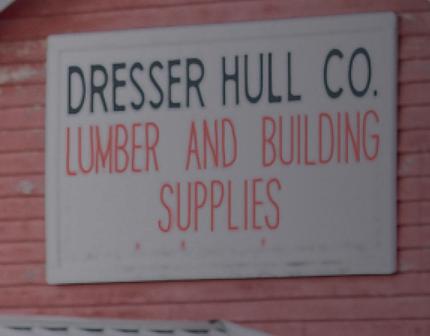 DRESSER HULL CO.
LUMBER AND BUILDING
SUPPLIES